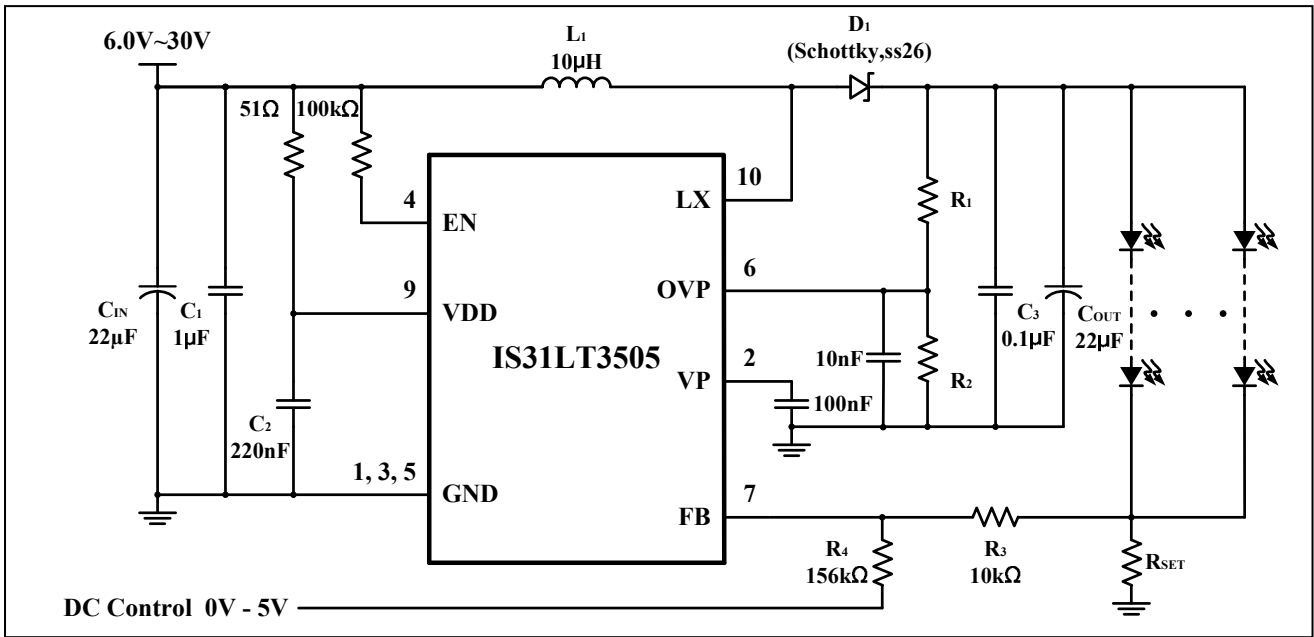 6.0V~30V
L1
10µH
D1
(Schottky,ss26)
51Ω
100kΩ
4
EN
LX
10
R1
CIN
22µF
C1
1µF
9
VDD
6
OVP
C3
0.1µF
COUT
22µF
IS31LT3505
2
VP
10nF
R2
100nF
C2
220nF
1, 3, 5
GND
7
FB
R4
156kΩ
R3
10kΩ
RSET
DC Control 0V - 5V